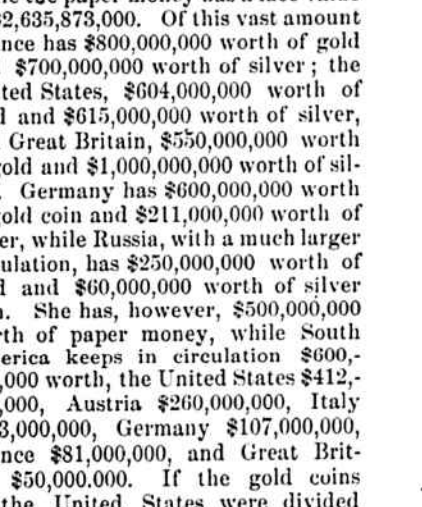 the paper money was a face value
2,635,873,000. Of this vast amount
nce has $800,000,000 worth of gold
$700,000,000 worth of silver; the
ted States, $604,000,000 worth of
d and $615,000,000 worth of silver,
Great Britain, $550,000,000 worth
gold and $1,000,000,000 worth of sil-
. Germany has $600,000,000 worth
gold coin and $211,000,000 worth of
er, while Russia, with a much larger
ulation, has $250,000,000 worth of
d and $60,000,000 worth of silver
. She has, however, $500,000,000
rth of paper money, while South
erica keeps in circulation $600,-
,000 worth, the United States $412,-
,000, Austria $260,000,000, Italy
3,000,000, Germany $107,000,000,
nce $81,000,000, and Great Brit-
$50,000.000. If the gold coins
the United States were divided